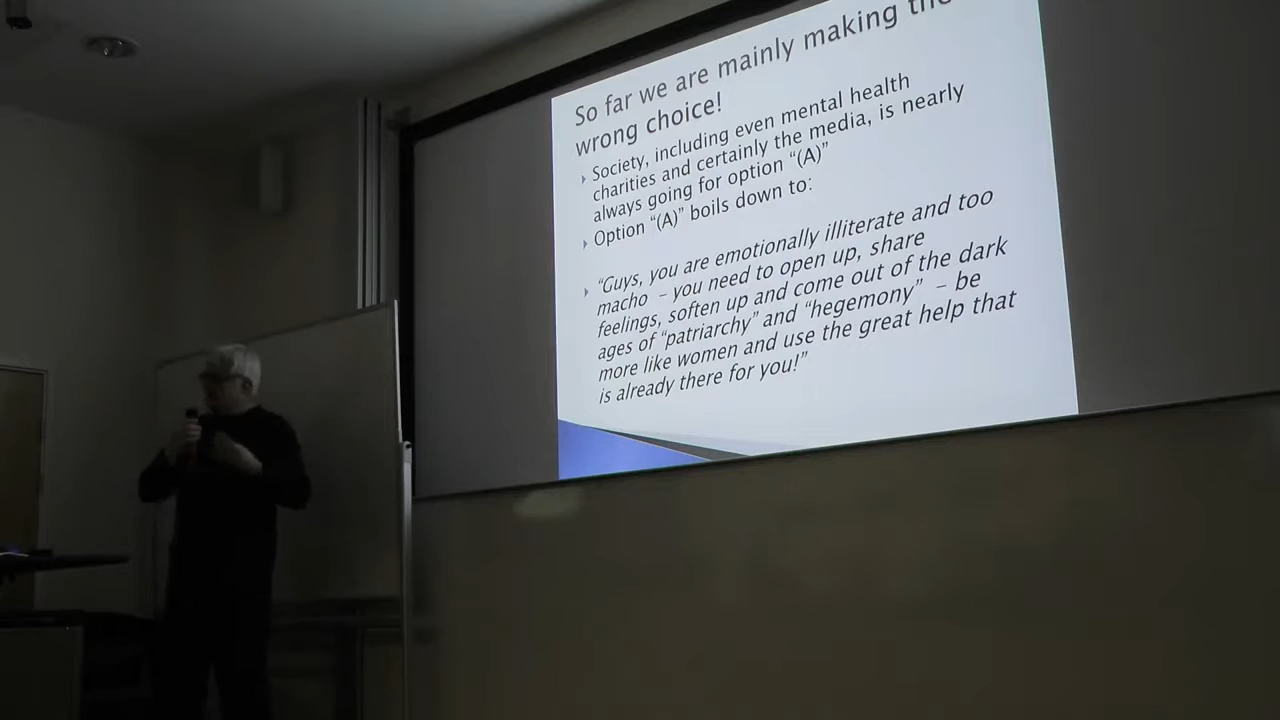 So far we are mainly making the
wrong choice!
Society, including even mental health
charities and certainly the media, is nearly
always going for option “(A)”
Option “(A)” boils down to:
“Guys, you are emotionally illiterate and too
macho – you need to open up, share
feelings, soften up and come out of the dark
ages of “patriarchy” and “hegemony” – be
more like women and use the great help that
is already there for you!”